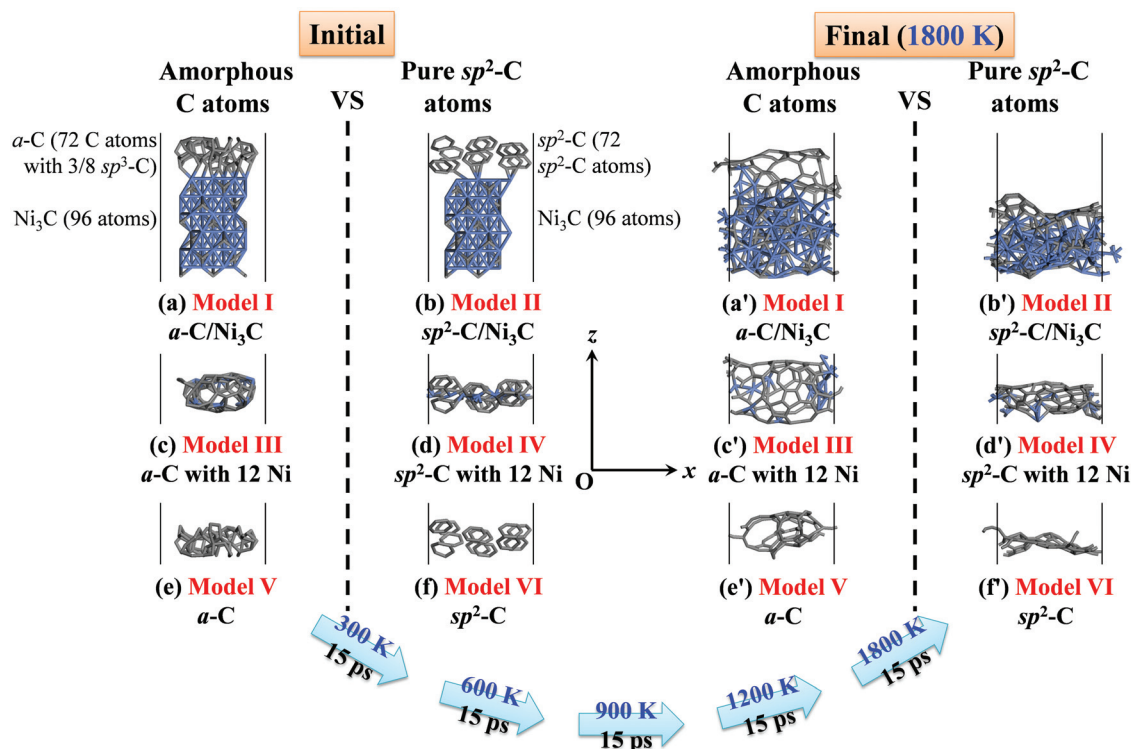 Initial
Final (1800 K)
Amorphous
C atoms
VS
Pure sp²-C
atoms
Amorphous
C atoms
VS
Pure sp²-C
atoms
a-C (72 C atoms
with 3/8 sp³-C)
Ni₃C (96 atoms)
sp²-C (72
sp²-C atoms)
Ni₃C (96 atoms)
(a) Model I
a-C/Ni₃C
(b) Model II
sp²-C/Ni₃C
(a') Model I
a-C/Ni₃C
(b') Model II
sp²-C/Ni₃C
z
x
O
(c) Model III
a-C with 12 Ni
(d) Model IV
sp²-C with 12 Ni
(c') Model III
a-C with 12 Ni
(d') Model IV
sp²-C with 12 Ni
(e) Model V
a-C
(f) Model VI
sp²-C
(e') Model V
a-C
(f') Model VI
sp²-C
300 K
15 ps
600 K
15 ps
900 K
15 ps
1200 K
15 ps
1800 K
15 ps